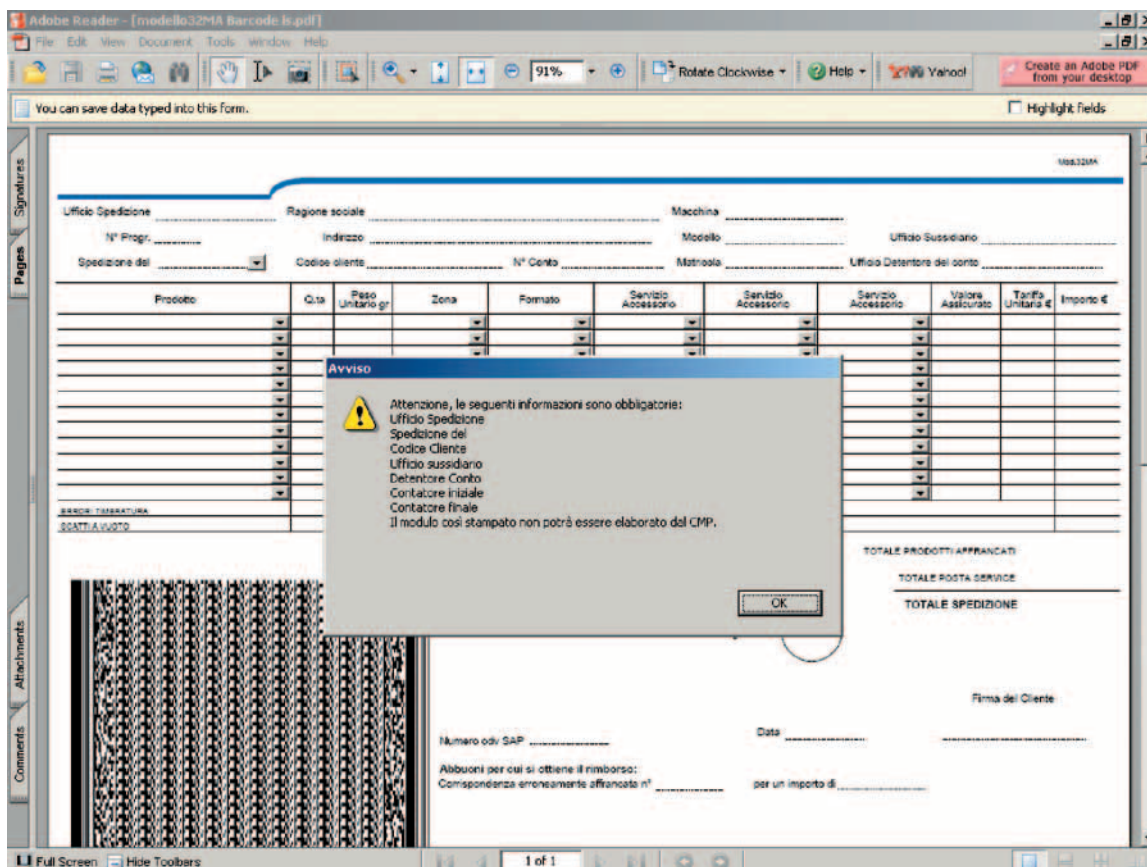 Adobe Reader - [modello32MA Barcode ls.pdf]
File Edit View Document Tools Window Help
91% Rotate Clockwise Help Yahoo! Create an Adobe PDF from your desktop
You can save data typed into this form. Highlight fields
Signatures
Pages
Attachments
Comments
Mod.32MA
Ufficio Spedizione Ragione sociale Macchina
N° Progr. Indirizzo Modello Ufficio Sussidiario
Spedizione del Codice cliente N° Conto Matricola Ufficio Detentore del conto
Prodotto Q.ta Peso Unitario gr Zona Formato Servizio Accessorio Servizio Accessorio Servizio Accessorio Valore Assicurato Tariffa Unitaria € Importo €
ERRORI TIMBRATURA
SCATTI A VUOTO
Avviso
Attenzione, le seguenti informazioni sono obbligatorie:
Ufficio Spedizione
Spedizione del
Codice Cliente
Ufficio sussidiario
Detentore Conto
Contatore iniziale
Contatore finale
Il modulo così stampato non potrà essere elaborato dal CMP.
OK
TOTALE PRODOTTI AFFRANCATI
TOTALE POSTA SERVICE
TOTALE SPEDIZIONE
Firma del Cliente
Numero odv SAP Data
Abbuoni per cui si ottiene il rimborso:
Corrispondenza erroneamente affrancata n° per un importo di
Full Screen Hide Toolbars 1 of 1